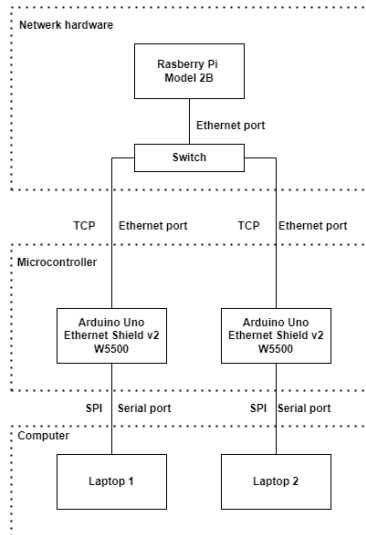 Netwerk hardware
Rasberry Pi
Model 2B
Ethernet port
Switch
TCP Ethernet port
TCP Ethernet port
Microcontroller
Arduino Uno
Ethernet Shield v2
W5500
Arduino Uno
Ethernet Shield v2
W5500
SPI Serial port
SPI Serial port
Computer
Laptop 1
Laptop 2